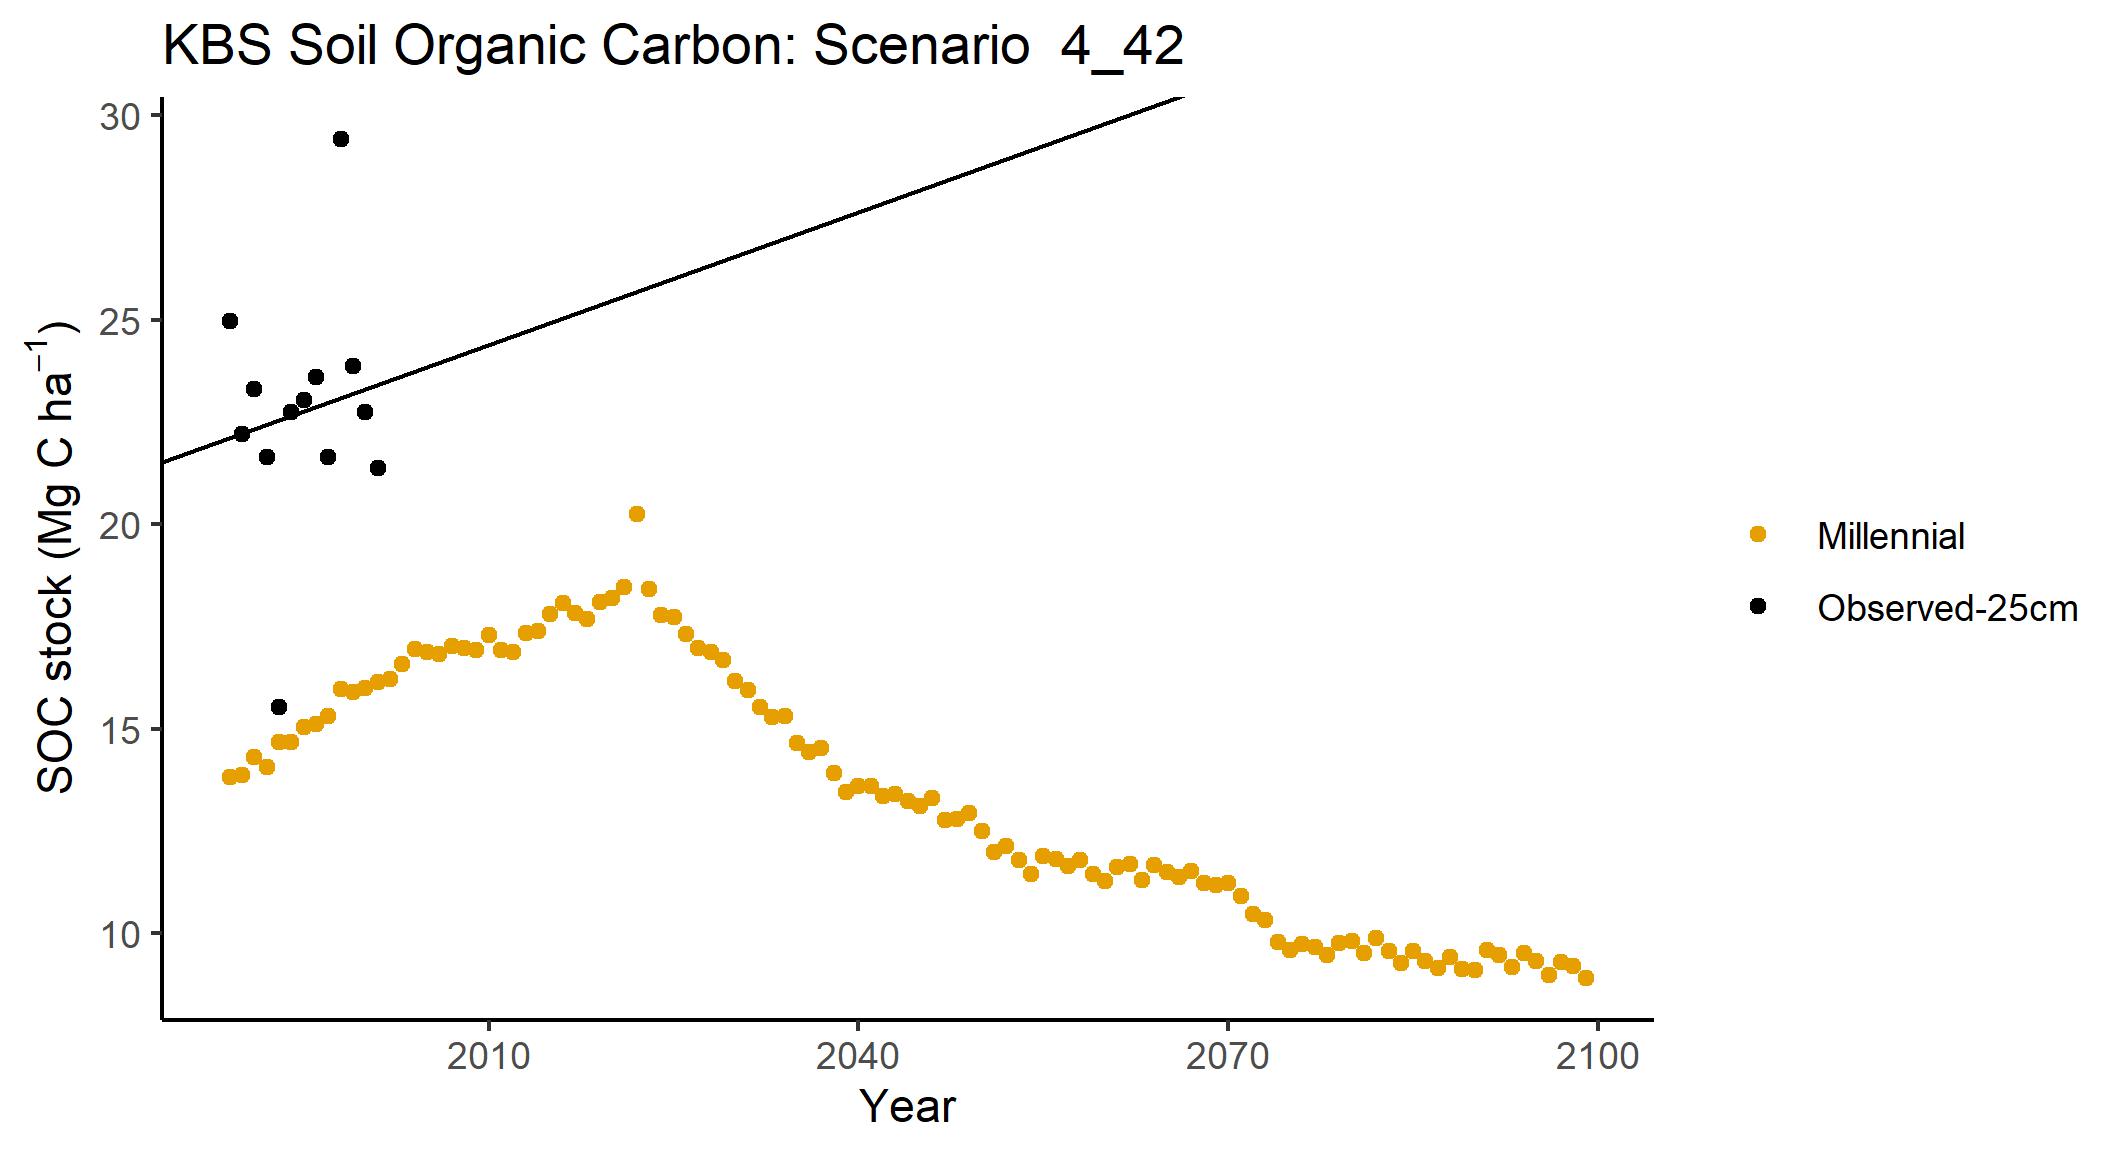 KBS Soil Organic Carbon: Scenario  4_42
SOC stock (Mg C ha⁻¹)
30
25
20
15
10
2010
2040
2070
2100
Year
Millennial
Observed-25cm